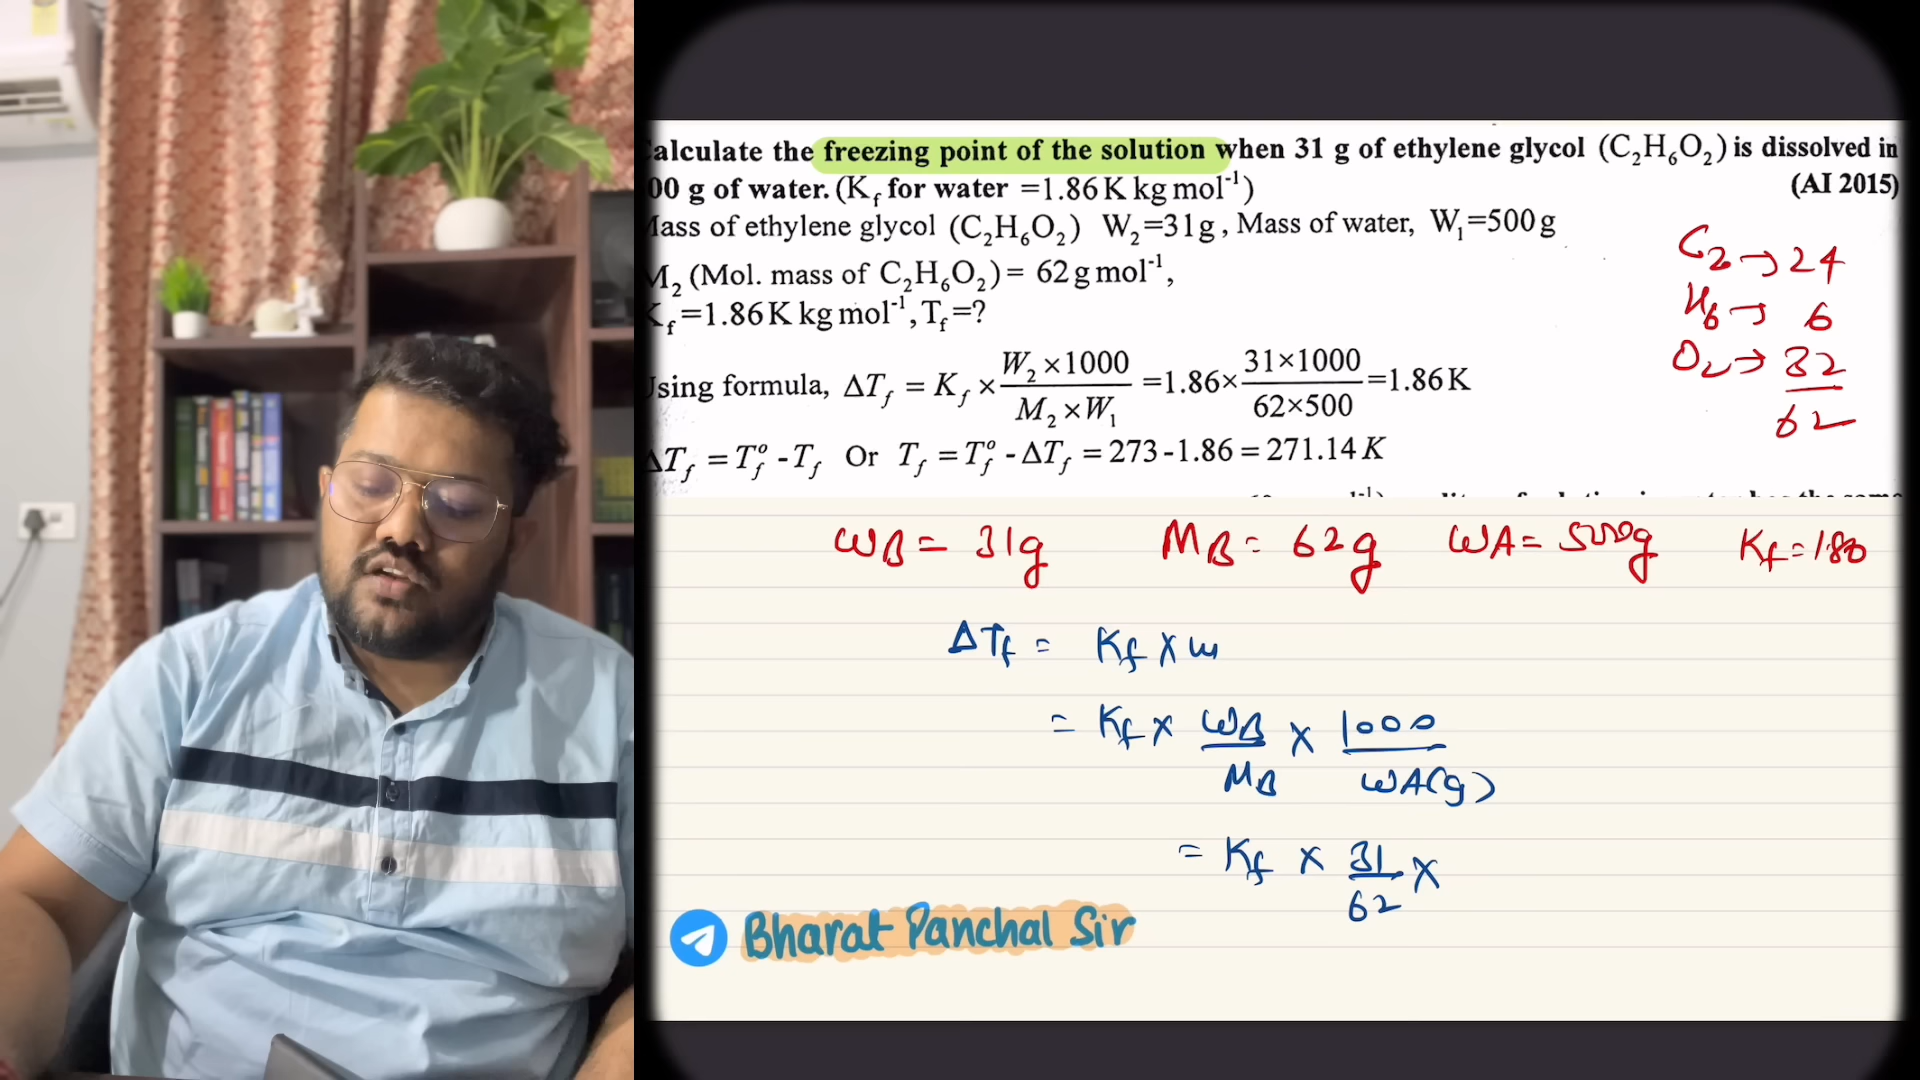 alculate the freezing point of the solution when 31 g of ethylene glycol (C₂H₆O₂) is dissolved in
00 g of water. (K_f for water =1.86 K kg mol⁻¹)
(AI 2015)
Mass of ethylene glycol (C₂H₆O₂) W₂=31g, Mass of water, W₁=500 g
M₂ (Mol. mass of C₂H₆O₂)= 62 g mol⁻¹,
K_f=1.86 K kg mol⁻¹, T_f=?
Using formula, ΔT_f = K_f × (W₂ ×1000)/(M₂ × W₁) =1.86× (31×1000)/(62×500) =1.86 K
ΔT_f = T_f° - T_f Or T_f = T_f° - ΔT_f = 273 -1.86 = 271.14 K
C₂ → 24
H₆ → 6
O₂ → 32
62
WB = 31g MB = 62g WA = 500g Kf = 1.86
ΔTf = Kf × m
= Kf × WB/MB × 1000/WA(g)
= Kf × 31/62 ×
Bharat Panchal Sir